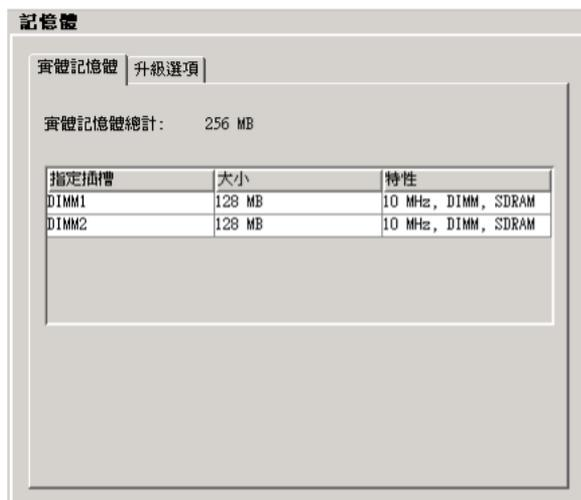 記憶體
實體記憶體 升級選項
實體記憶體總計: 256 MB
指定插槽 大小 特性
DIMM1 128 MB 10 MHz, DIMM, SDRAM
DIMM2 128 MB 10 MHz, DIMM, SDRAM